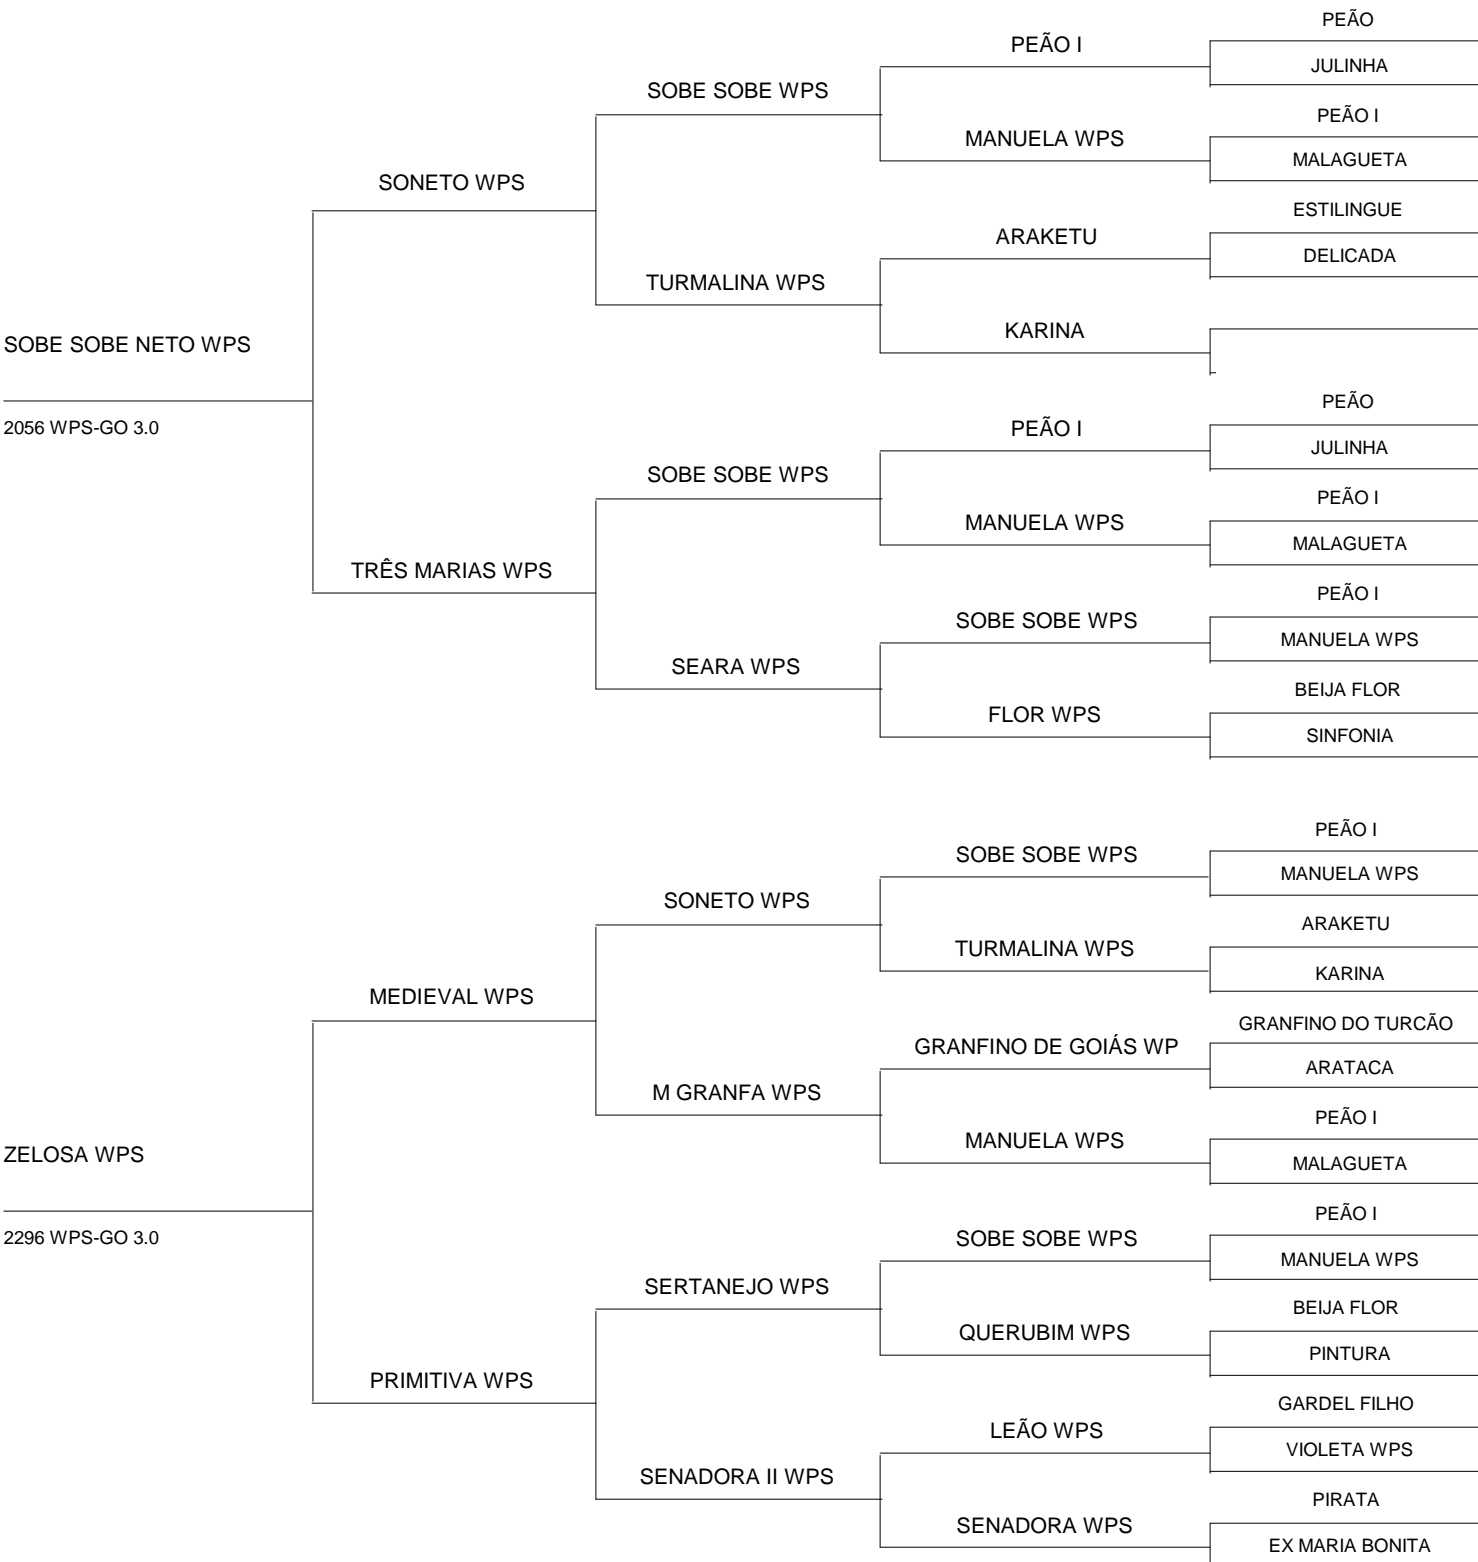 PEÃO
PEÃO I
JULINHA
SOBE SOBE WPS
PEÃO I
MANUELA WPS
MALAGUETA
SONETO WPS
ESTILINGUE
ARAKETU
DELICADA
TURMALINA WPS
KARINA
SOBE SOBE NETO WPS
PEÃO
2056 WPS-GO 3.0
PEÃO I
JULINHA
SOBE SOBE WPS
PEÃO I
MANUELA WPS
MALAGUETA
TRÊS MARIAS WPS
PEÃO I
SOBE SOBE WPS
MANUELA WPS
SEARA WPS
BEIJA FLOR
FLOR WPS
SINFONIA
PEÃO I
SOBE SOBE WPS
MANUELA WPS
SONETO WPS
ARAKETU
TURMALINA WPS
KARINA
MEDIEVAL WPS
GRANFINO DO TURCÃO
GRANFINO DE GOIÁS WP
ARATACA
M GRANFA WPS
PEÃO I
MANUELA WPS
ZELOSA WPS
MALAGUETA
PEÃO I
2296 WPS-GO 3.0
SOBE SOBE WPS
MANUELA WPS
SERTANEJO WPS
BEIJA FLOR
QUERUBIM WPS
PINTURA
PRIMITIVA WPS
GARDEL FILHO
LEÃO WPS
VIOLETA WPS
SENADORA II WPS
PIRATA
SENADORA WPS
EX MARIA BONITA